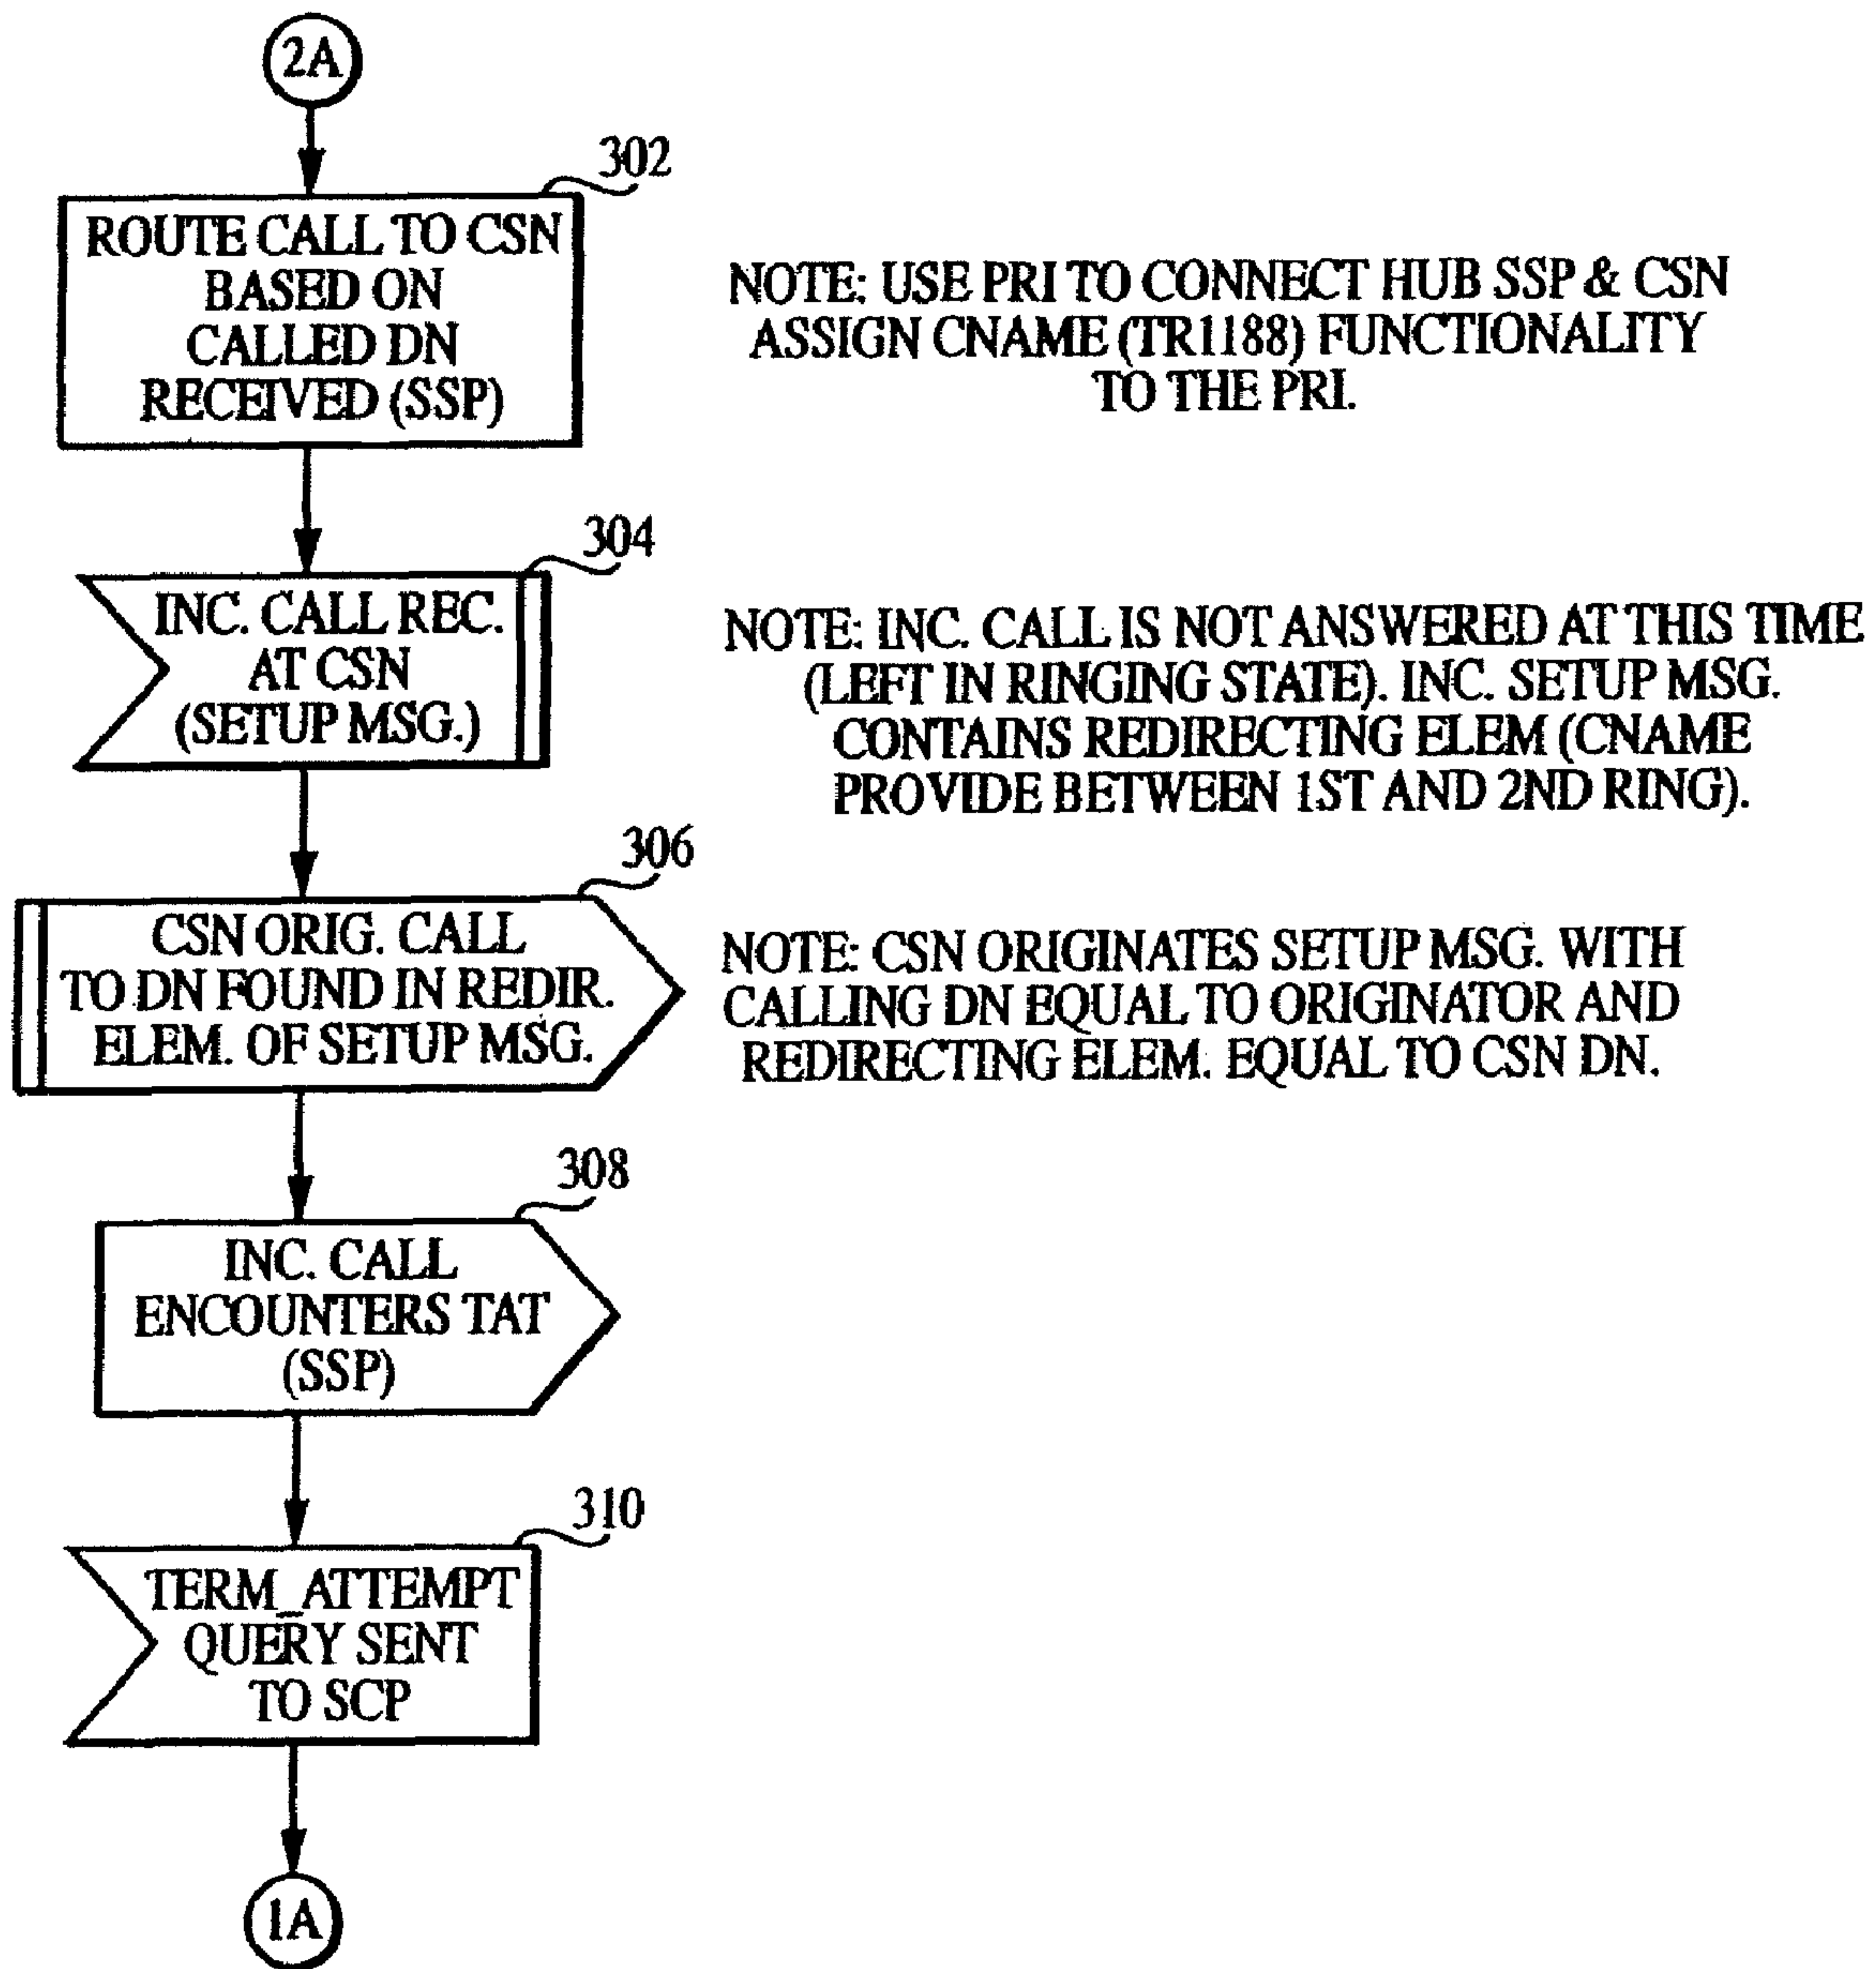 2A
302
ROUTE CALL TO CSN
BASED ON
CALLED DN
RECEIVED (SSP)
NOTE: USE PRI TO CONNECT HUB SSP & CSN
ASSIGN CNAME (TR1188) FUNCTIONALITY
TO THE PRI.
304
INC. CALL REC.
AT CSN
(SETUP MSG.)
NOTE: INC. CALL IS NOT ANSWERED AT THIS TIME
(LEFT IN RINGING STATE). INC. SETUP MSG.
CONTAINS REDIRECTING ELEM (CNAME
PROVIDE BETWEEN 1ST AND 2ND RING).
306
CSN ORIG. CALL
TO DN FOUND IN REDIR.
ELEM. OF SETUP MSG.
NOTE: CSN ORIGINATES SETUP MSG. WITH
CALLING DN EQUAL TO ORIGINATOR AND
REDIRECTING ELEM. EQUAL TO CSN DN.
308
INC. CALL
ENCOUNTERS TAT
(SSP)
310
TERM_ATTEMPT
QUERY SENT
TO SCP
1A